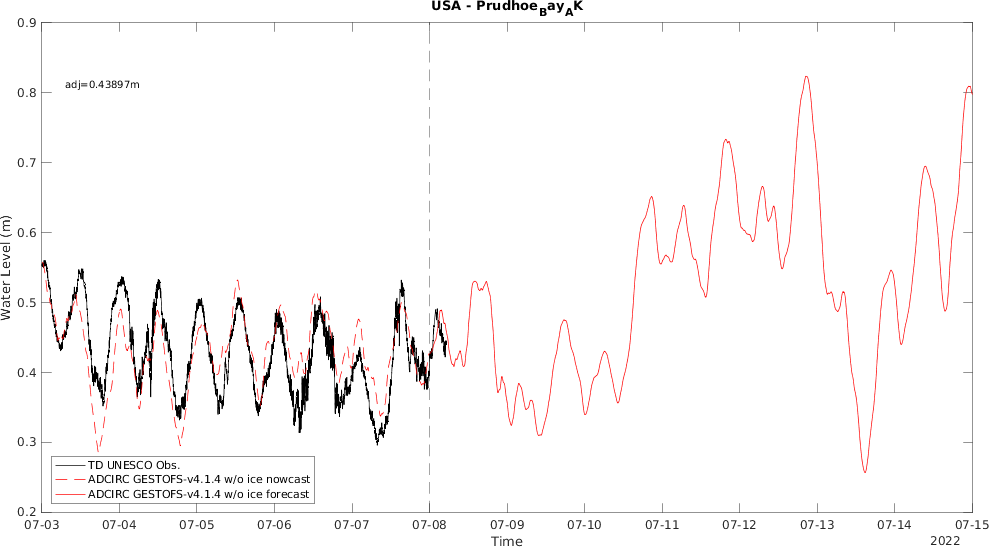 USA - PrudhoeBayAK
0.9
adj=0.43897m
0.8
0.7
0.6
0.5
0.4
0.3
0.2
Water Level (m)
TD UNESCO Obs.
ADCIRC GESTOFS-v4.1.4 w/o ice nowcast
ADCIRC GESTOFS-v4.1.4 w/o ice forecast
07-03 07-04 07-05 07-06 07-07 07-08 07-09 07-10 07-11 07-12 07-13 07-14 07-15
Time
2022